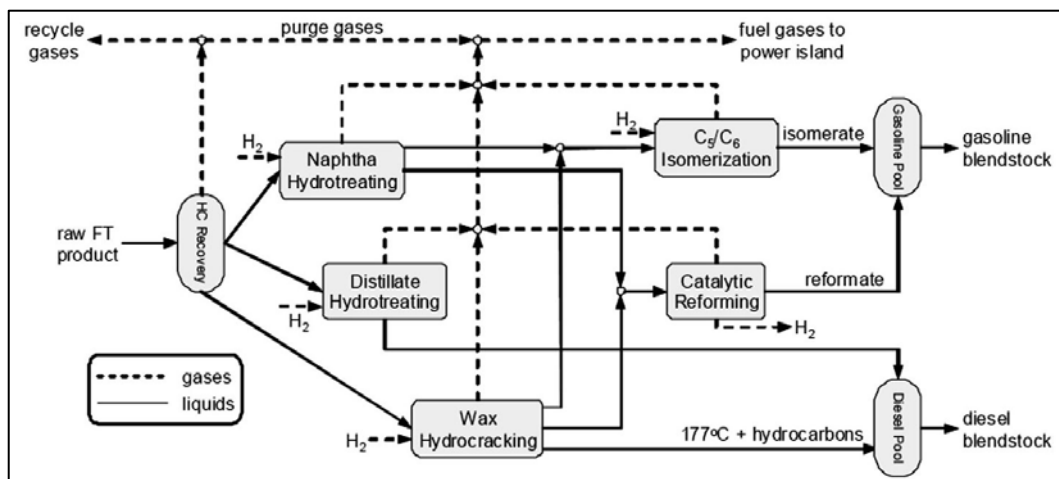 recycle
gases
purge gases
fuel gases to
power island
H2
Naphtha
Hydrotreating
H2
C5/C6
Isomerization
isomerate
Gasoline Pool
gasoline
blendstock
raw FT
product
HC Recovery
Distillate
Hydrotreating
H2
Catalytic
Reforming
reformate
H2
gases
liquids
Wax
Hydrocracking
H2
177oC + hydrocarbons
Diesel Pool
diesel
blendstock